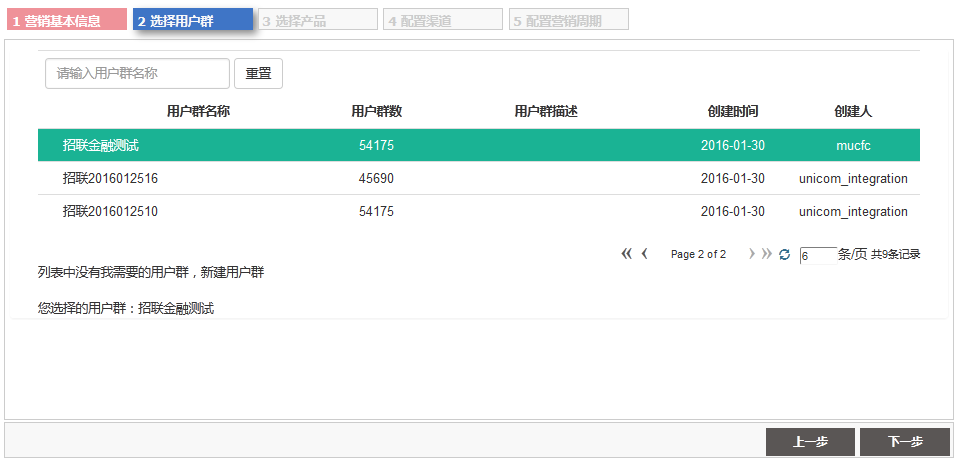 1 营销基本信息 2 选择用户群 3 选择产品 4 配置渠道 5 配置营销周期
请输入用户群名称 重置
用户群名称 用户群数 用户群描述 创建时间 创建人
招联金融测试 54175 2016-01-30 mucfc
招联2016012516 45690 2016-01-30 unicom_integration
招联2016012510 54175 2016-01-30 unicom_integration
Page 2 of 2 6 条/页 共9条记录
列表中没有我需要的用户群，新建用户群
您选择的用户群：招联金融测试
上一步 下一步